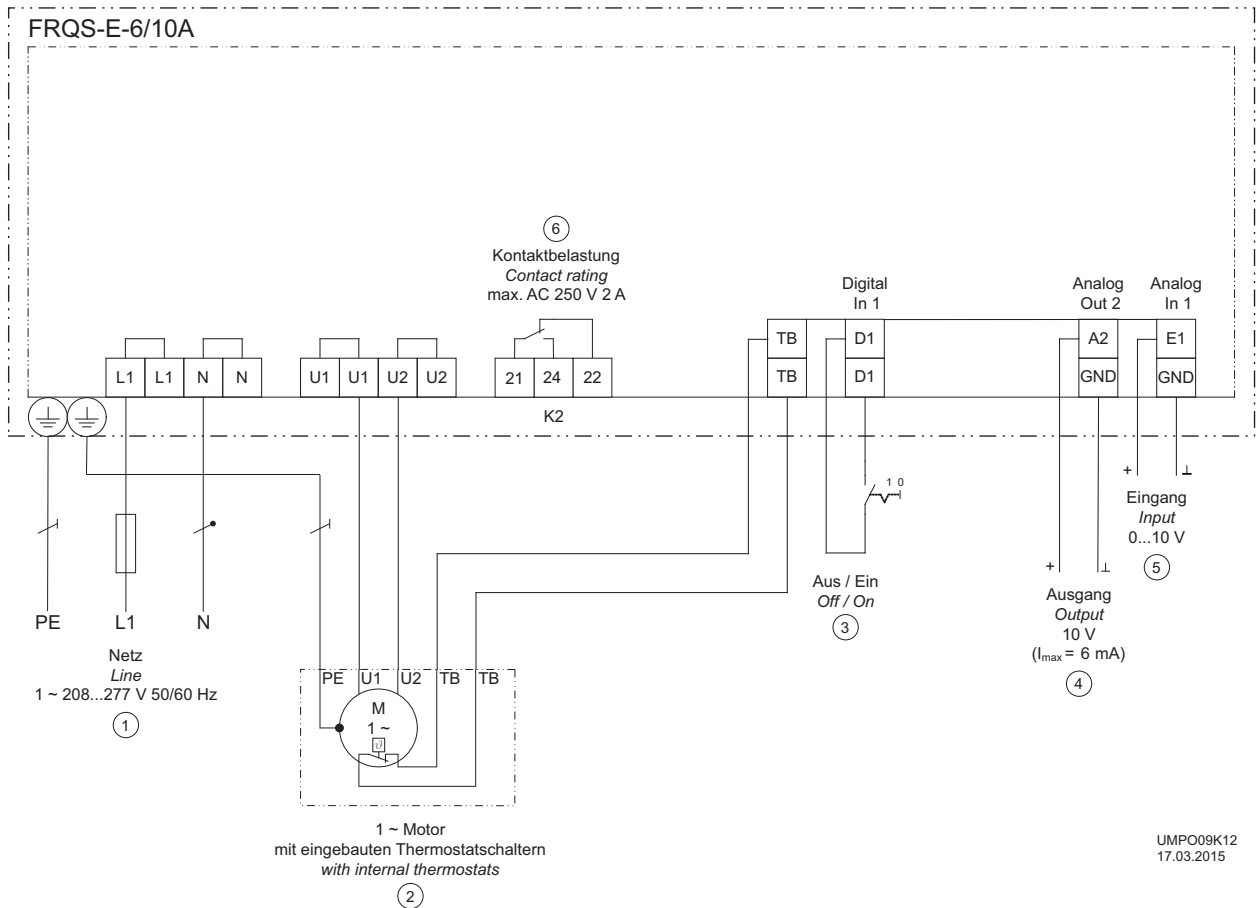 FRQS-E-6/10A
6
Kontaktbelastung
Contact rating
max. AC 250 V 2 A
Digital
In 1
Analog
Out 2
Analog
In 1
L1 L1 N N
U1 U1 U2 U2
21 24 22
K2
TB D1
TB D1
A2 E1
GND GND
1 0
PE L1 N
Netz
Line
1 ~ 208...277 V 50/60 Hz
1
Aus / Ein
Off / On
3
+ ⊥
Eingang
Input
0...10 V
5
+ ⊥
Ausgang
Output
10 V
(Imax = 6 mA)
4
PE U1 U2 TB TB
M
1 ~
ϑ
1 ~ Motor
mit eingebauten Thermostatschaltern
with internal thermostats
2
UMPO09K12
17.03.2015